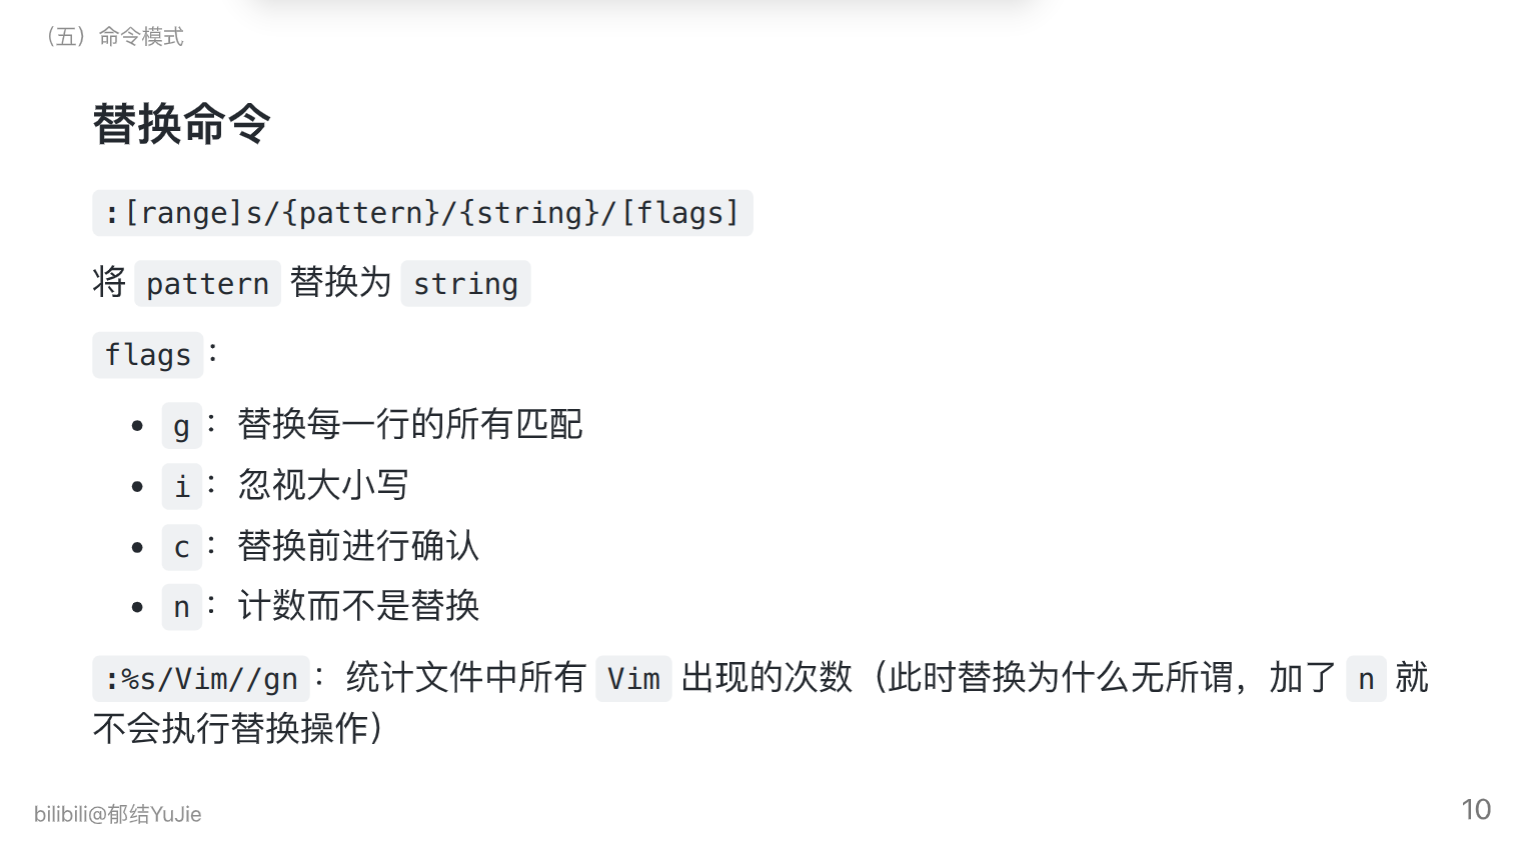 （五）命令模式
替换命令
:[range]s/{pattern}/{string}/[flags]
将 pattern 替换为 string
flags：
• g：替换每一行的所有匹配
• i：忽视大小写
• c：替换前进行确认
• n：计数而不是替换
:%s/Vim//gn：统计文件中所有 Vim 出现的次数（此时替换为什么无所谓，加了 n 就
不会执行替换操作）
bilibili@郁结YuJie
10